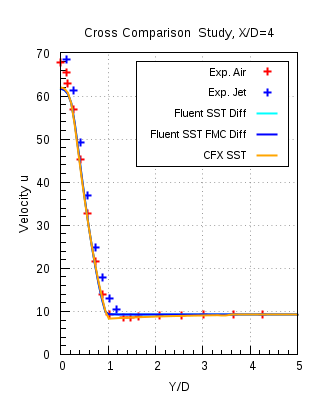 Cross Comparison  Study, X/D=4
70
60
50
40
30
20
10
0
Velocity u
Exp. Air
Exp. Jet
Fluent SST Diff
Fluent SST FMC Diff
CFX SST
0 1 2 3 4 5
Y/D